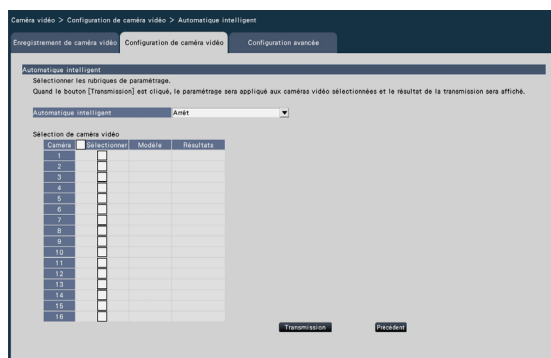 Caméra vidéo > Configuration de caméra vidéo > Automatique intelligent
Enregistrement de caméra vidéo Configuration de caméra vidéo Configuration avancée
Automatique intelligent
Sélectionner les rubriques de paramétrage.
Quand le bouton [Transmission] est cliqué, le paramétrage sera appliqué aux caméras vidéo sélectionnées et le résultat de la transmission sera affiché.
Automatique intelligent Arrêt
Sélection de caméra vidéo
Caméra Sélectionner Modèle Résultats
1
2
3
4
5
6
7
8
9
10
11
12
13
14
15
16
Transmission Précédent